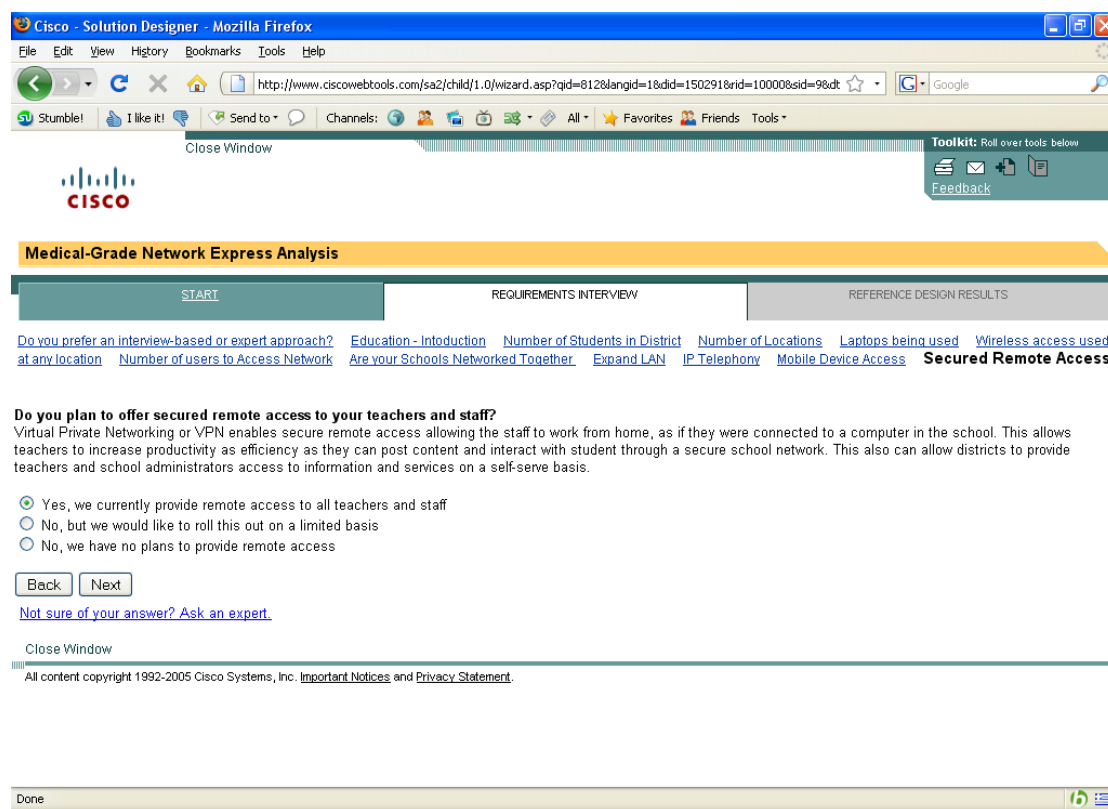 Cisco - Solution Designer - Mozilla Firefox
File Edit View History Bookmarks Tools Help
http://www.ciscowebtools.com/sa2/child/1.0/wizard.asp?qid=812&langid=1&did=150291&rid=10000&sid=9&dt
G Google
Stumble! I like it! Send to Channels: All Favorites Friends Tools
Close Window
Toolkit: Roll over tools below
Feedback
CISCO
Medical-Grade Network Express Analysis
START REQUIREMENTS INTERVIEW REFERENCE DESIGN RESULTS
Do you prefer an interview-based or expert approach? Education - Intoduction Number of Students in District Number of Locations Laptops being used Wireless access used
at any location Number of users to Access Network Are your Schools Networked Together Expand LAN IP Telephony Mobile Device Access Secured Remote Access
Do you plan to offer secured remote access to your teachers and staff?
Virtual Private Networking or VPN enables secure remote access allowing the staff to work from home, as if they were connected to a computer in the school. This allows
teachers to increase productivity as efficiency as they can post content and interact with student through a secure school network. This also can allow districts to provide
teachers and school administrators access to information and services on a self-serve basis.
Yes, we currently provide remote access to all teachers and staff
No, but we would like to roll this out on a limited basis
No, we have no plans to provide remote access
Back Next
Not sure of your answer? Ask an expert.
Close Window
All content copyright 1992-2005 Cisco Systems, Inc. Important Notices and Privacy Statement.
Done